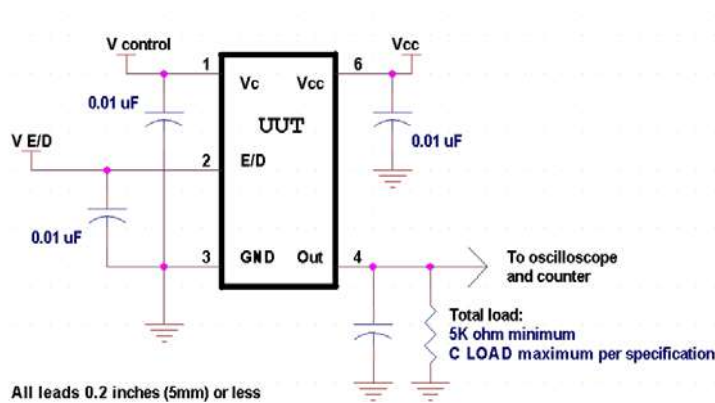 V control
Vcc
1
6
Vc
Vcc
0.01 uF
UUT
0.01 uF
V E/D
2
E/D
0.01 uF
3
GND
Out
4
To oscilloscope
and counter
Total load:
5K ohm minimum
C LOAD maximum per specification
All leads 0.2 inches (5mm) or less